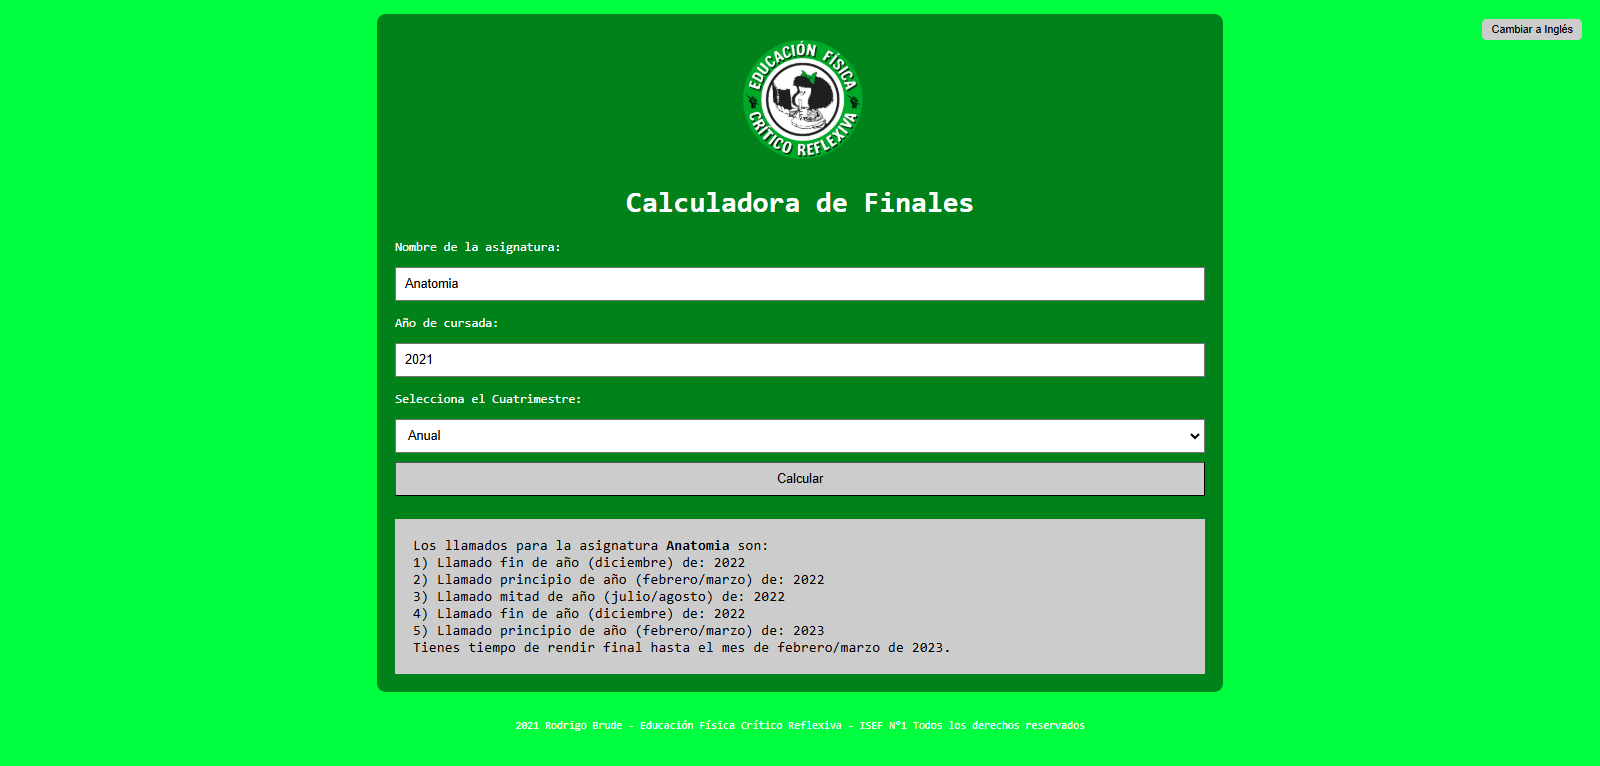 Cambiar a Inglés
EDUCACIÓN FÍSICA
CRÍTICO REFLEXIVA
Calculadora de Finales
Nombre de la asignatura:
Anatomia
Año de cursada:
2021
Selecciona el Cuatrimestre:
Anual
Calcular
Los llamados para la asignatura Anatomia son:
1) Llamado fin de año (diciembre) de: 2022
2) Llamado principio de año (febrero/marzo) de: 2022
3) Llamado mitad de año (julio/agosto) de: 2022
4) Llamado fin de año (diciembre) de: 2022
5) Llamado principio de año (febrero/marzo) de: 2023
Tienes tiempo de rendir final hasta el mes de febrero/marzo de 2023.
2021 Rodrigo Brude - Educación Física Crítico Reflexiva - ISEF N°1 Todos los derechos reservados